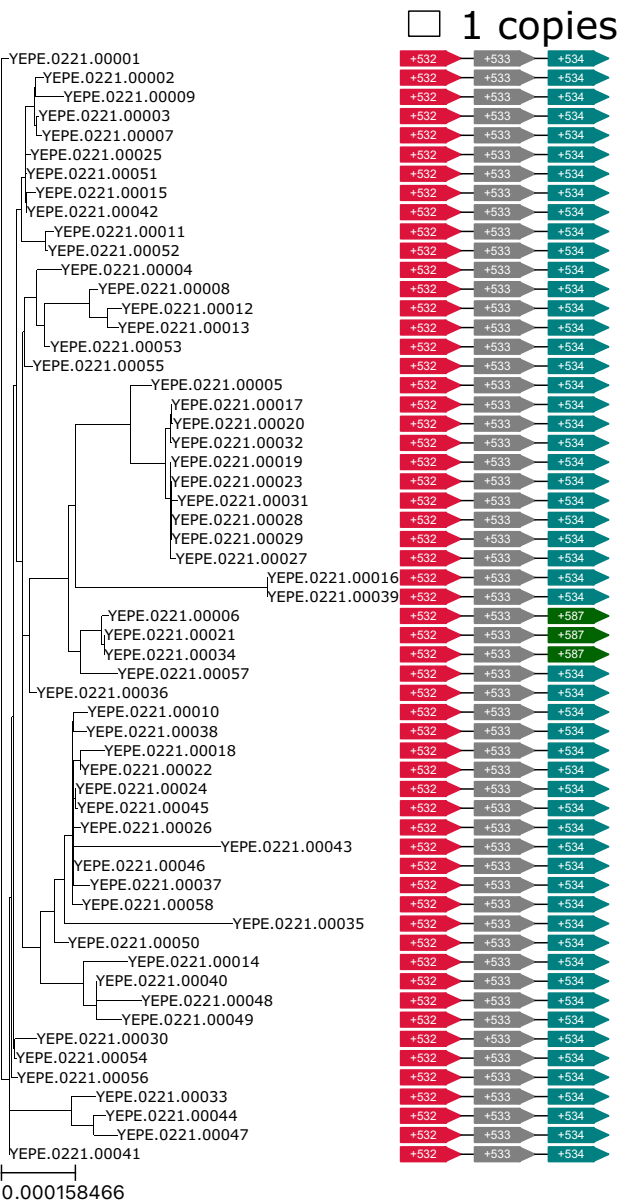 1 copies
YEPE.0221.00001 +532 +533 +534
YEPE.0221.00002 +532 +533 +534
YEPE.0221.00009 +532 +533 +534
YEPE.0221.00003 +532 +533 +534
YEPE.0221.00007 +532 +533 +534
YEPE.0221.00025 +532 +533 +534
YEPE.0221.00051 +532 +533 +534
YEPE.0221.00015 +532 +533 +534
YEPE.0221.00042 +532 +533 +534
YEPE.0221.00011 +532 +533 +534
YEPE.0221.00052 +532 +533 +534
YEPE.0221.00004 +532 +533 +534
YEPE.0221.00008 +532 +533 +534
YEPE.0221.00012 +532 +533 +534
YEPE.0221.00013 +532 +533 +534
YEPE.0221.00053 +532 +533 +534
YEPE.0221.00055 +532 +533 +534
YEPE.0221.00005 +532 +533 +534
YEPE.0221.00017 +532 +533 +534
YEPE.0221.00020 +532 +533 +534
YEPE.0221.00032 +532 +533 +534
YEPE.0221.00019 +532 +533 +534
YEPE.0221.00023 +532 +533 +534
YEPE.0221.00031 +532 +533 +534
YEPE.0221.00028 +532 +533 +534
YEPE.0221.00029 +532 +533 +534
YEPE.0221.00027 +532 +533 +534
YEPE.0221.00016 +532 +533 +534
YEPE.0221.00039 +532 +533 +534
YEPE.0221.00006 +532 +533 +587
YEPE.0221.00021 +532 +533 +587
YEPE.0221.00034 +532 +533 +587
YEPE.0221.00057 +532 +533 +534
YEPE.0221.00036 +532 +533 +534
YEPE.0221.00010 +532 +533 +534
YEPE.0221.00038 +532 +533 +534
YEPE.0221.00018 +532 +533 +534
YEPE.0221.00022 +532 +533 +534
YEPE.0221.00024 +532 +533 +534
YEPE.0221.00045 +532 +533 +534
YEPE.0221.00026 +532 +533 +534
YEPE.0221.00043 +532 +533 +534
YEPE.0221.00046 +532 +533 +534
YEPE.0221.00037 +532 +533 +534
YEPE.0221.00058 +532 +533 +534
YEPE.0221.00035 +532 +533 +534
YEPE.0221.00050 +532 +533 +534
YEPE.0221.00014 +532 +533 +534
YEPE.0221.00040 +532 +533 +534
YEPE.0221.00048 +532 +533 +534
YEPE.0221.00049 +532 +533 +534
YEPE.0221.00030 +532 +533 +534
YEPE.0221.00054 +532 +533 +534
YEPE.0221.00056 +532 +533 +534
YEPE.0221.00033 +532 +533 +534
YEPE.0221.00044 +532 +533 +534
YEPE.0221.00047 +532 +533 +534
YEPE.0221.00041 +532 +533 +534
0.000158466